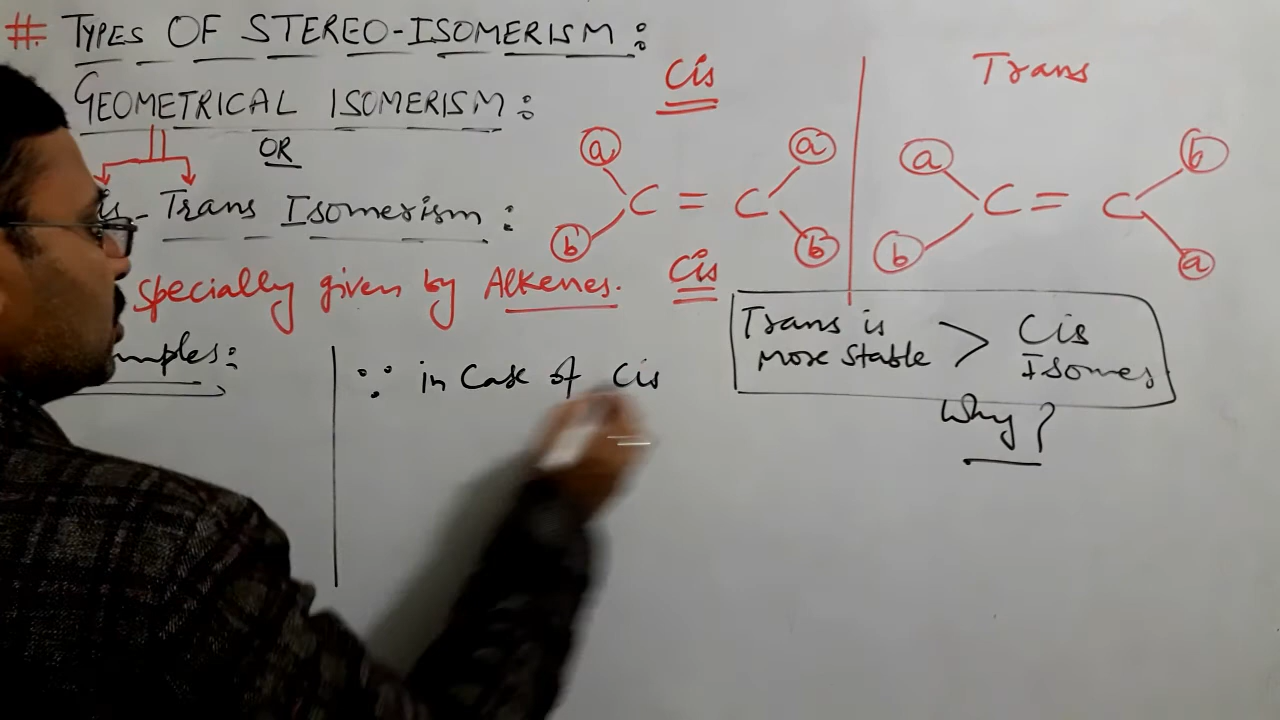 # TYPES OF STEREO-ISOMERISM:
GEOMETRICAL ISOMERISM:
OR
Trans Isomerism:
specially given by Alkenes.
in Case of Cis
Cis
a a
C = C
b b
Cis
Trans
a b
C = C
b a
Trans is > Cis
More Stable Isomes
Why?